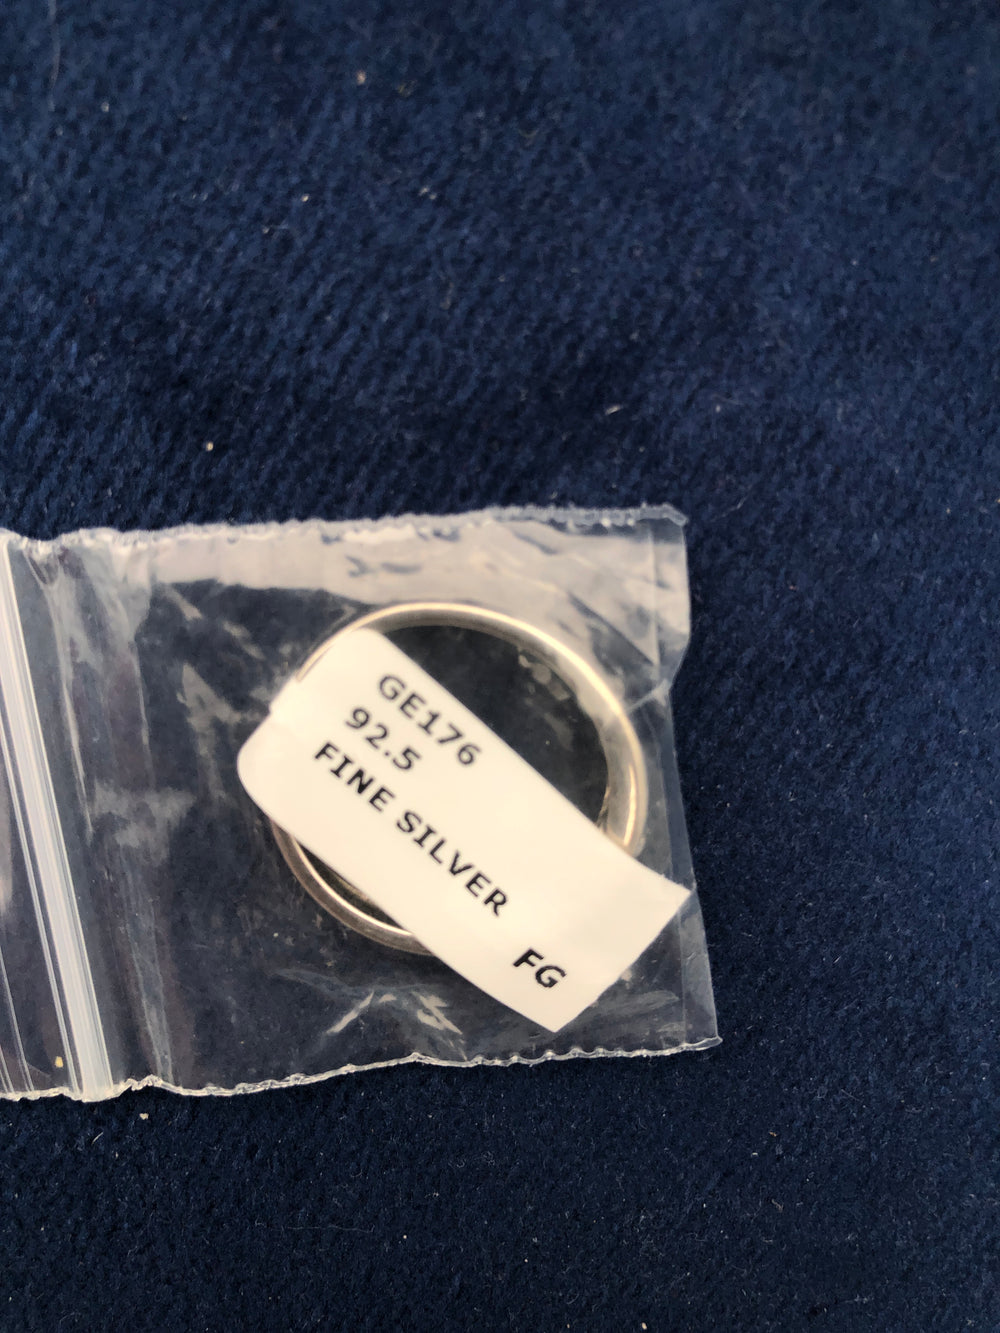 GE176
92.5
FINE SILVER
FG